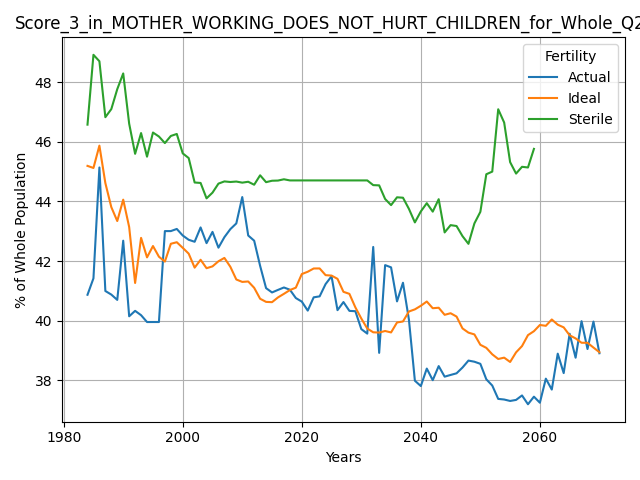 Score_3_in_MOTHER_WORKING_DOES_NOT_HURT_CHILDREN_for_Whole_Q2
Fertility
Actual
Ideal
Sterile
% of Whole Population
48
46
44
42
40
38
1980
2000
2020
2040
2060
Years